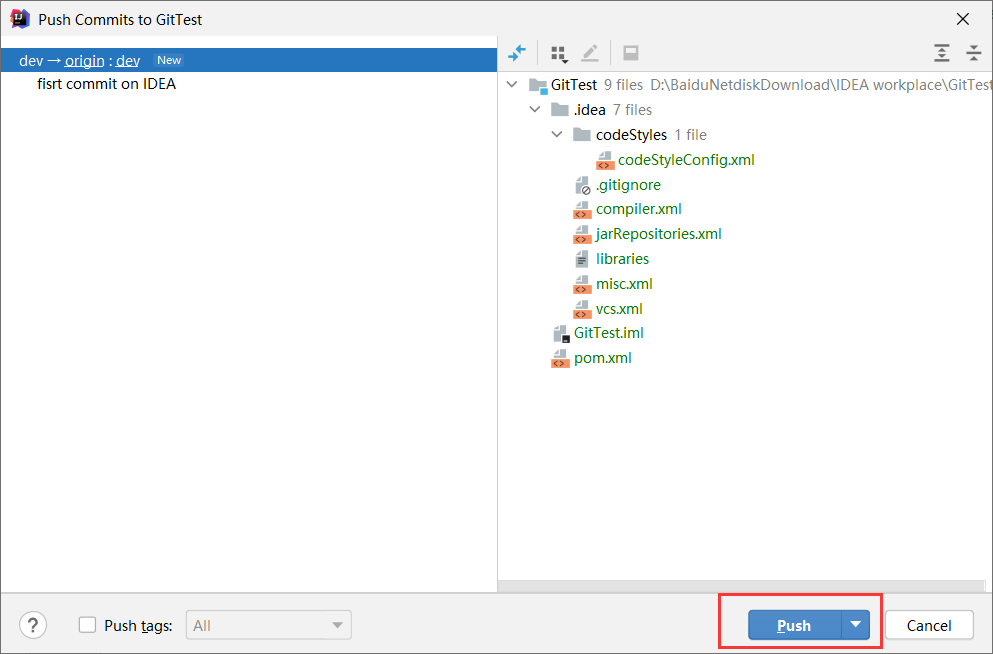 Push Commits to GitTest
dev → origin : dev New
fisrt commit on IDEA
GitTest 9 files D:\BaiduNetdiskDownload\IDEA workplace\GitTest
.idea 7 files
codeStyles 1 file
codeStyleConfig.xml
.gitignore
compiler.xml
jarRepositories.xml
libraries
misc.xml
vcs.xml
GitTest.iml
pom.xml
? Push tags: All Push Cancel